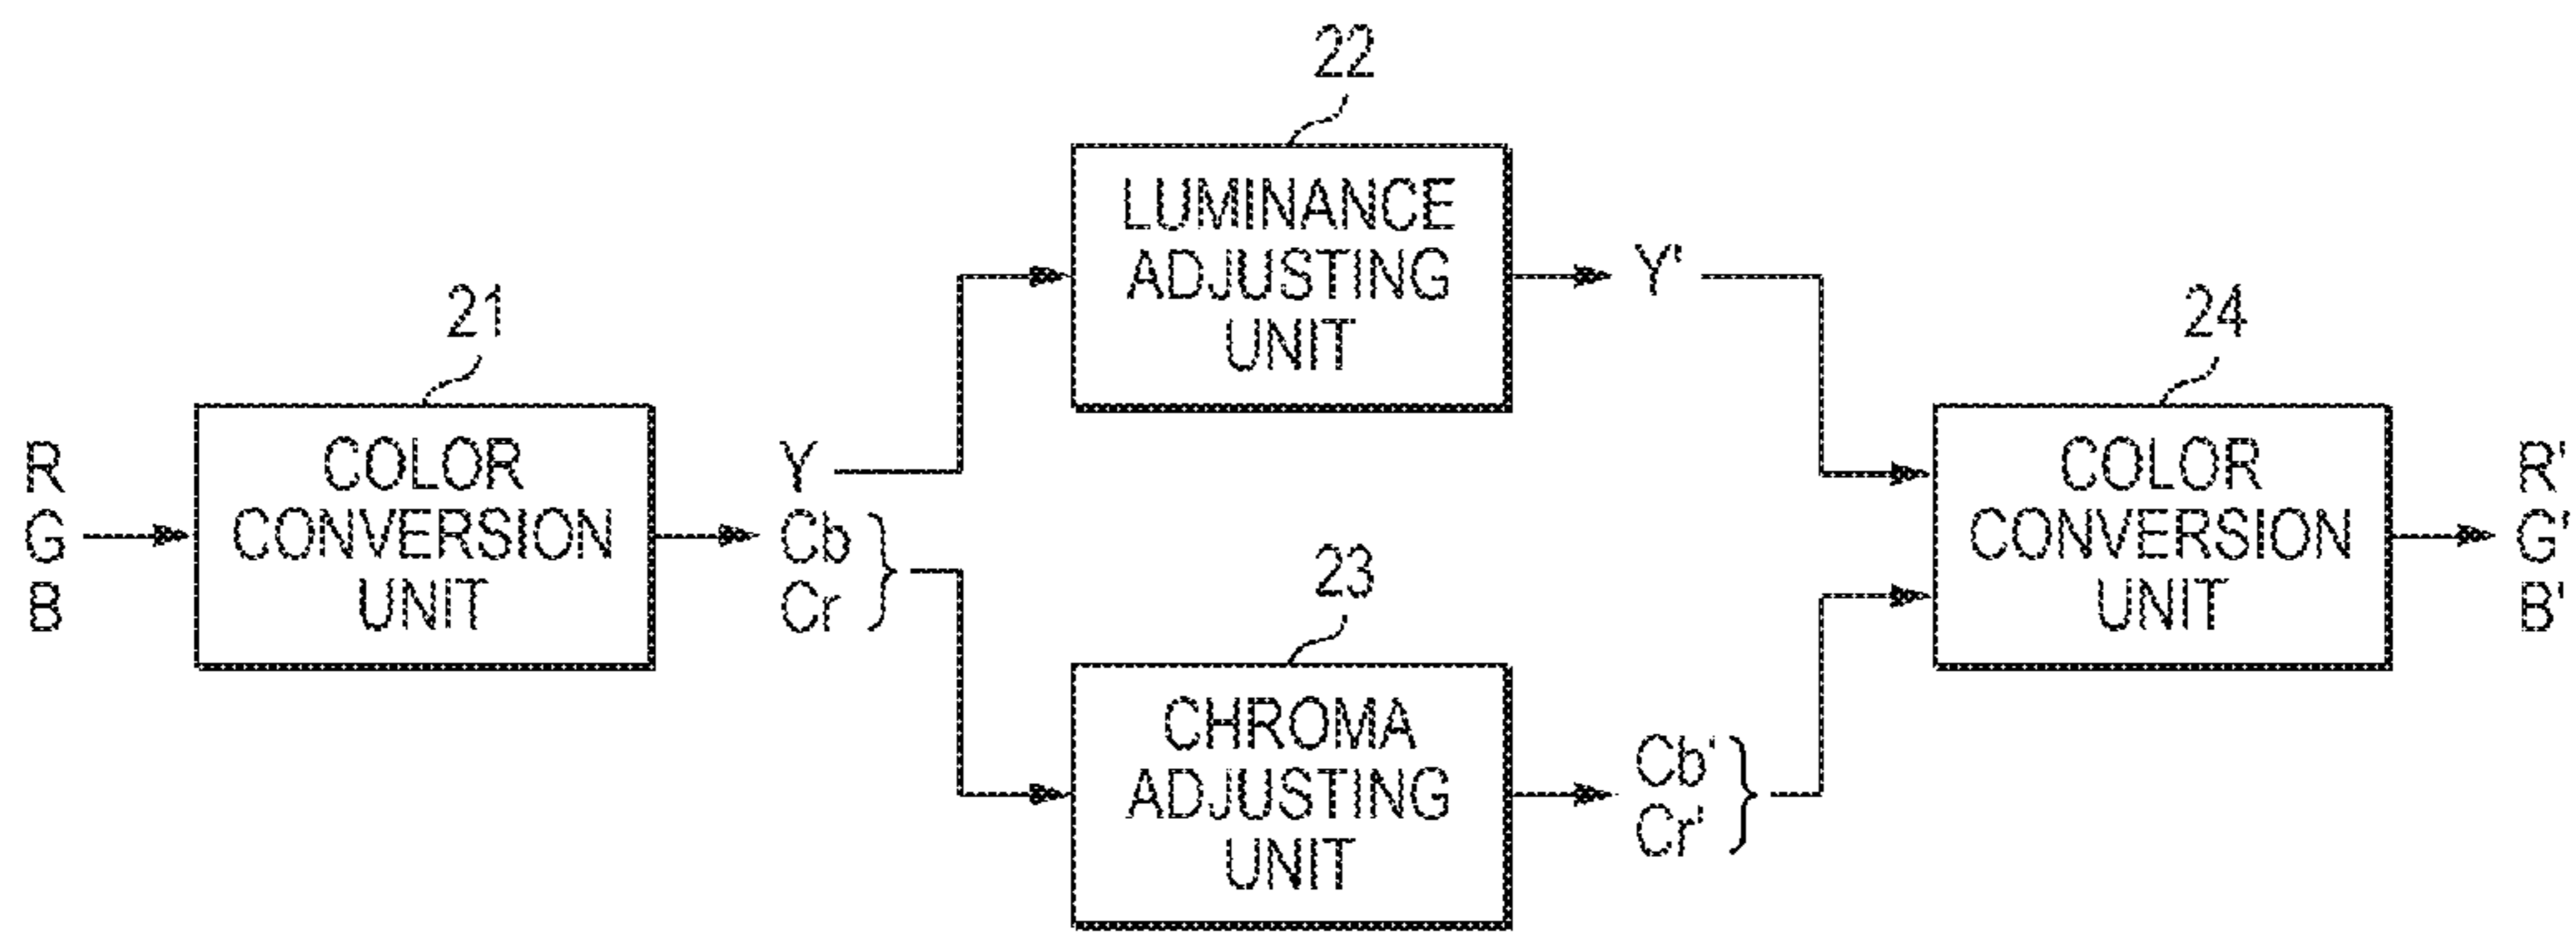 22
LUMINANCE
ADJUSTING
UNIT
Y'
21
24
R
G
B
COLOR
CONVERSION
UNIT
Y
Cb
Cr
COLOR
CONVERSION
UNIT
R'
G'
B'
23
CHROMA
ADJUSTING
UNIT
Cb'
Cr'